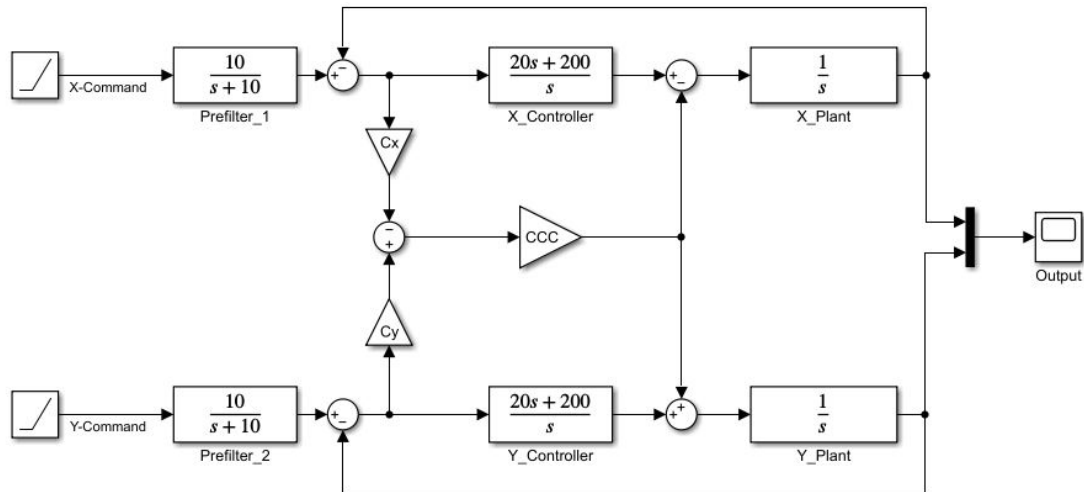 X-Command
10
s + 10
Prefilter_1
+
−
20s + 200
s
X_Controller
+
−
1
s
X_Plant
Cx
−
+
CCC
Output
Cy
Y-Command
10
s + 10
Prefilter_2
+
−
20s + 200
s
Y_Controller
+
+
1
s
Y_Plant